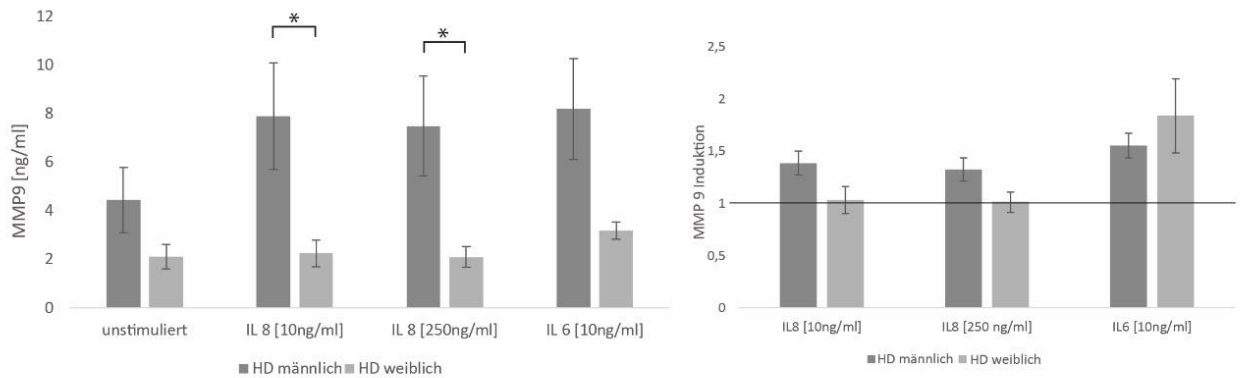 12
10
8
6
4
2
0
MMP9 [ng/ml]
*
*
unstimuliert IL 8 [10ng/ml] IL 8 [250ng/ml] IL 6 [10ng/ml]
HD männlich HD weiblich
2,5
2
1,5
1
0,5
0
MMP 9 Induktion
IL8 [10ng/ml] IL8 [250 ng/ml] IL6 [10ng/ml]
HD männlich HD weiblich